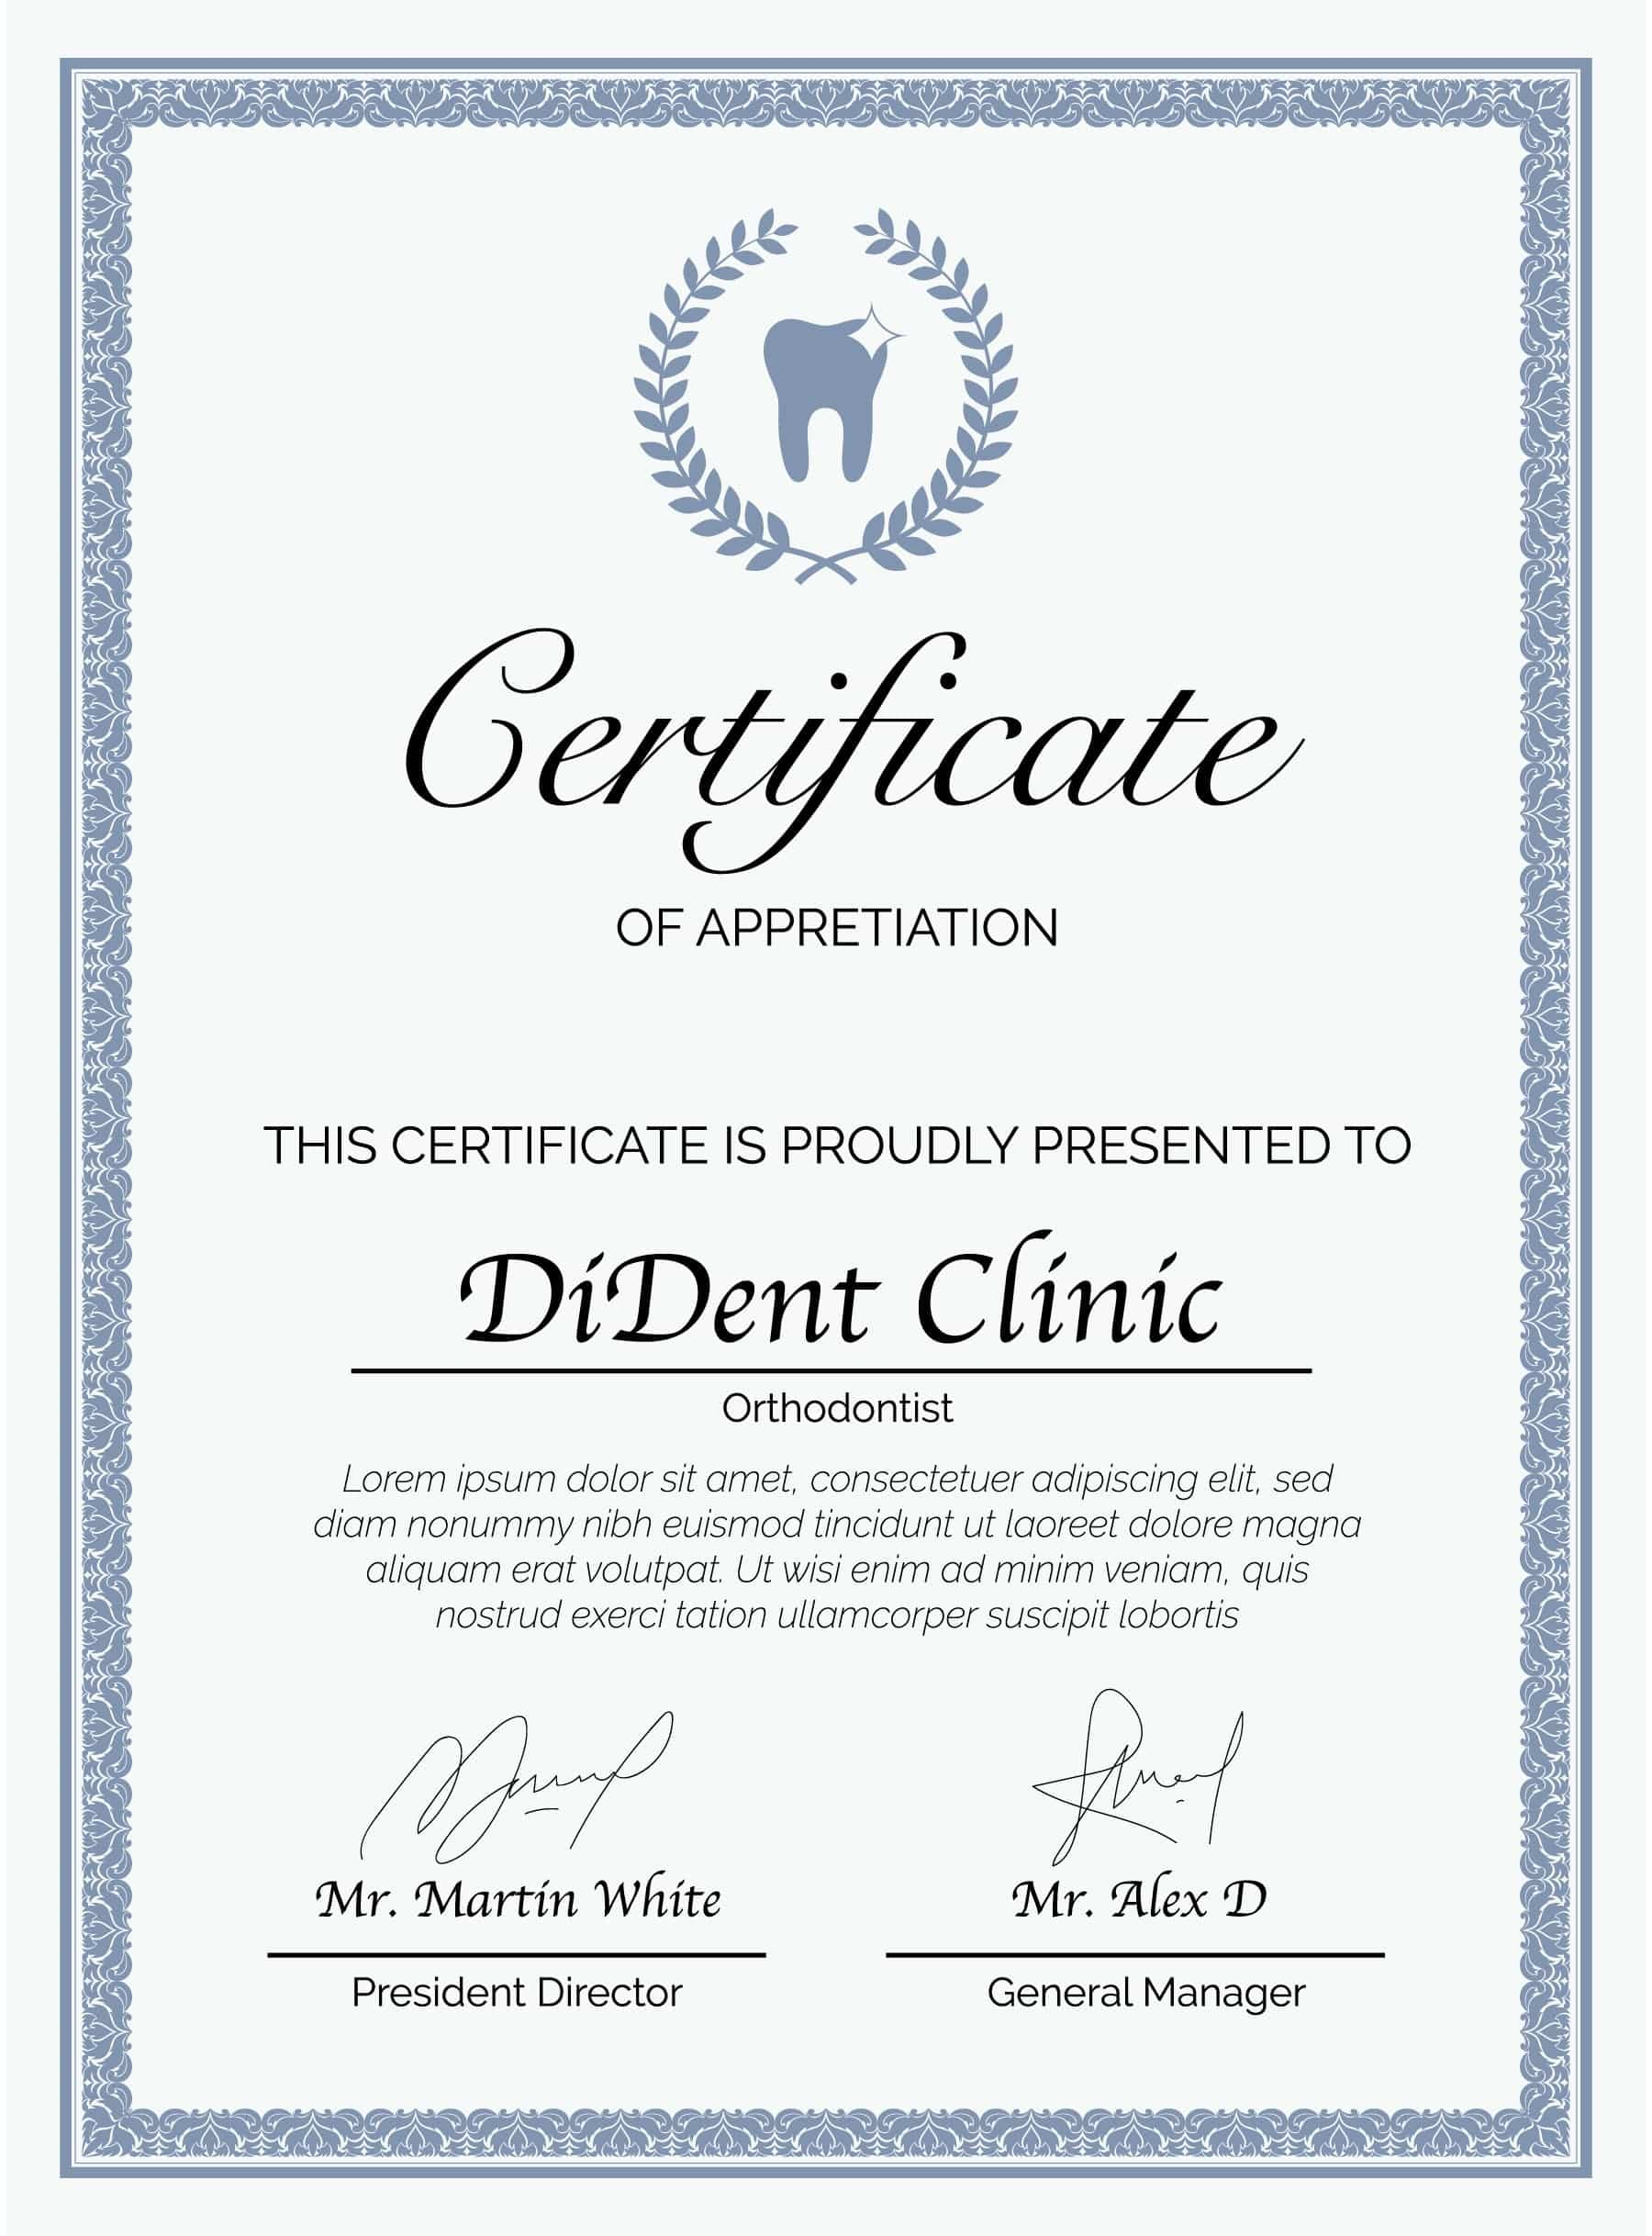 Certificate
OF APPRETIATION
THIS CERTIFICATE IS PROUDLY PRESENTED TO
DiDent Clinic
Orthodontist
Lorem ipsum dolor sit amet, consectetuer adipiscing elit, sed
diam nonummy nibh euismod tincidunt ut laoreet dolore magna
aliquam erat volutpat. Ut wisi enim ad minim veniam, quis
nostrud exerci tation ullamcorper suscipit lobortis
Mr. Martin White
President Director
Mr. Alex D
General Manager